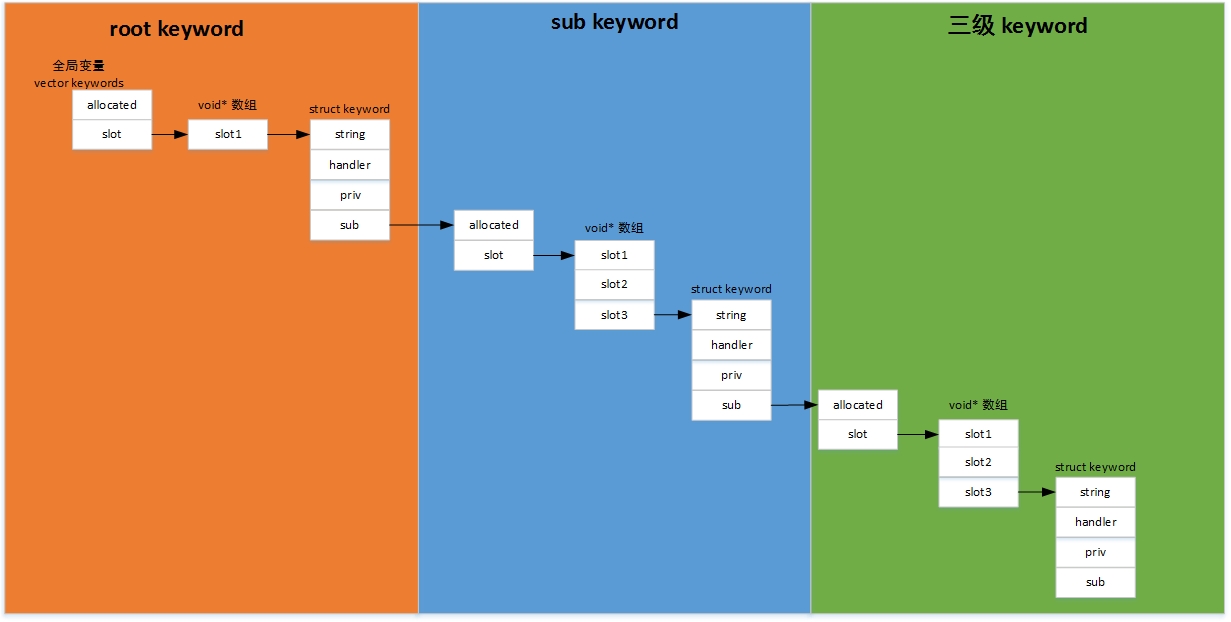 root keyword
全局变量
vector keywords
allocated
slot
void* 数组
slot1
struct keyword
string
handler
priv
sub
sub keyword
allocated
slot
void* 数组
slot1
slot2
slot3
struct keyword
string
handler
priv
sub
三级 keyword
allocated
slot
void* 数组
slot1
slot2
slot3
struct keyword
string
handler
priv
sub